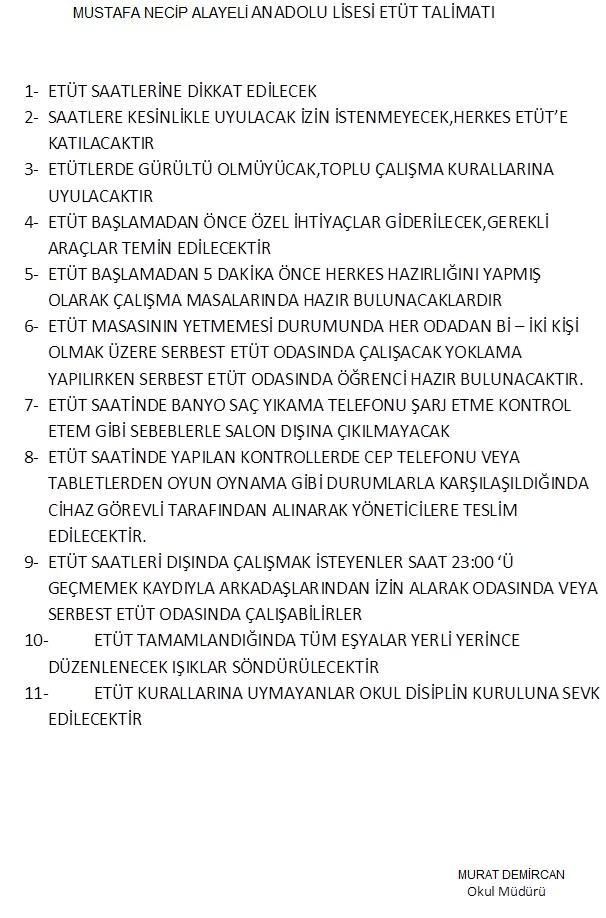 MUSTAFA NECİP ALAYELİ ANADOLU LİSESİ ETÜT TALİMATI
1- ETÜT SAATLERİNE DİKKAT EDİLECEK
2- SAATLERE KESİNLİKLE UYULACAK İZİN İSTENMEYECEK,HERKES ETÜT’E
KATILACAKTIR
3- ETÜTLERDE GÜRÜLTÜ OLMÜYÜCAK,TOPLU ÇALIŞMA KURALLARINA
UYULACAKTIR
4- ETÜT BAŞLAMADAN ÖNCE ÖZEL İHTİYAÇLAR GİDERİLECEK,GEREKLİ
ARAÇLAR TEMİN EDİLECEKTİR
5- ETÜT BAŞLAMADAN 5 DAKİKA ÖNCE HERKES HAZIRLIĞINI YAPMIŞ
OLARAK ÇALIŞMA MASALARINDA HAZIR BULUNACAKLARDIR
6- ETÜT MASASININ YETMEMESİ DURUMUNDA HER ODADAN Bİ – İKİ KİŞİ
OLMAK ÜZERE SERBEST ETÜT ODASINDA ÇALIŞACAK YOKLAMA
YAPILIRKEN SERBEST ETÜT ODASINDA ÖĞRENCİ HAZIR BULUNACAKTIR.
7- ETÜT SAATİNDE BANYO SAÇ YIKAMA TELEFONU ŞARJ ETME KONTROL
ETEM GİBİ SEBEBLERLE SALON DIŞINA ÇIKILMAYACAK
8- ETÜT SAATİNDE YAPILAN KONTROLLERDE CEP TELEFONU VEYA
TABLETLERDEN OYUN OYNAMA GİBİ DURUMLARLA KARŞILAŞILDIĞINDA
CİHAZ GÖREVLİ TARAFINDAN ALINARAK YÖNETİCİLERE TESLİM
EDİLECEKTİR.
9- ETÜT SAATLERİ DIŞINDA ÇALIŞMAK İSTEYENLER SAAT 23:00 ‘Ü
GEÇMEMEK KAYDIYLA ARKADAŞLARINDAN İZİN ALARAK ODASINDA VEYA
SERBEST ETÜT ODASINDA ÇALIŞABİLİRLER
10- ETÜT TAMAMLANDIĞINDA TÜM EŞYALAR YERLİ YERİNCE
DÜZENLENECEK IŞIKLAR SÖNDÜRÜLECEKTİR
11- ETÜT KURALLARINA UYMAYANLAR OKUL DİSİPLİN KURULUNA SEVK
EDİLECEKTİR
MURAT DEMİRCAN
Okul Müdürü